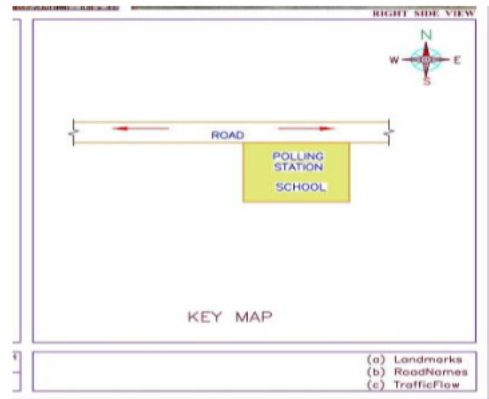 RIGHT SIDE VIEW
N
W E
S
ROAD
POLLING
STATION
SCHOOL
KEY MAP
(a) Landmarks
(b) RoadNames
(c) TrafficFlow